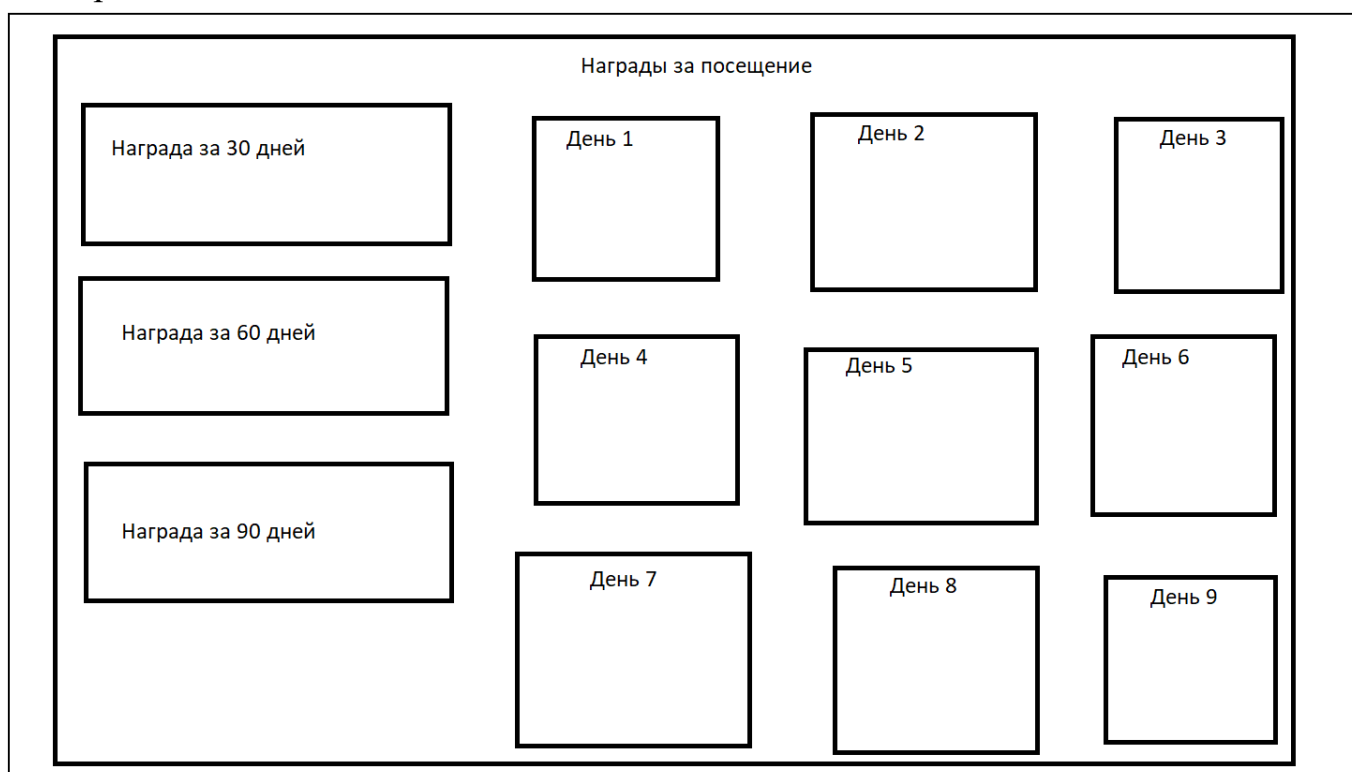 Награды за посещение
Награда за 30 дней
Награда за 60 дней
Награда за 90 дней
День 1
День 2
День 3
День 4
День 5
День 6
День 7
День 8
День 9